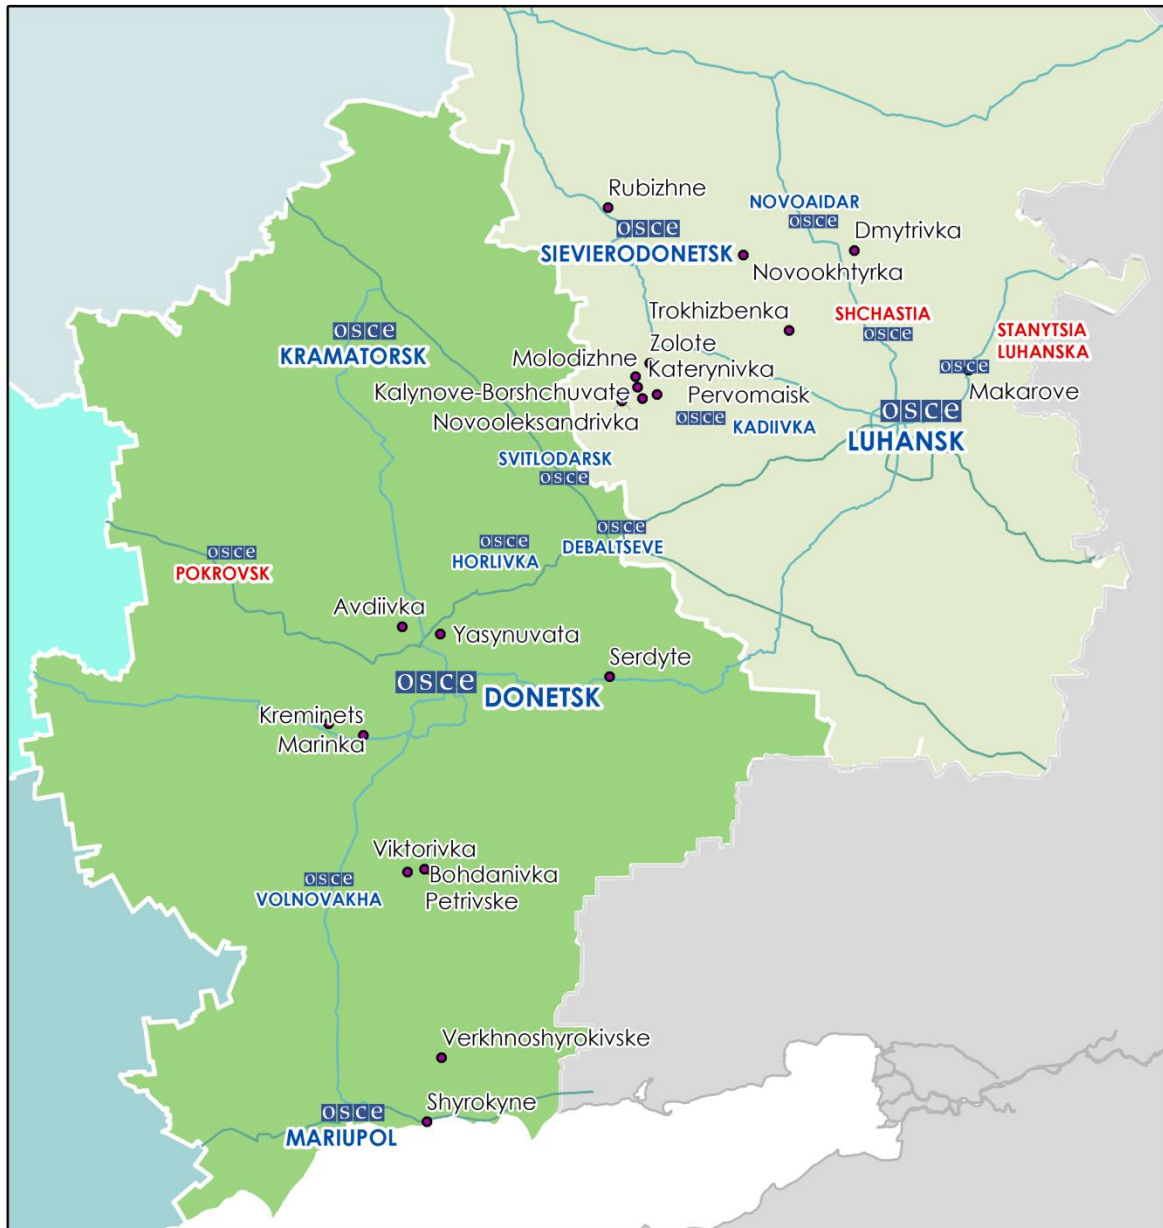 Rubizhne
osce
SIEVIERODONETSK
NOVOAIDAR
osce
Dmytrivka
Novookhtyrka
Trokhizbenka
SHCHASTIA
osce
STANYTSIA
LUHANSKA
osce
Makarove
osce
KRAMATORSK
Zolote
Molodizhne
Katerynivka
Kalynove-Borshchuvate
Pervomaisk
Novooleksandrivka
osce
KADIIVKA
osce
LUHANSK
SVITLODARSK
osce
osce
DEBALTSEVE
osce
HORLIVKA
osce
POKROVSK
Avdiivka
Yasynuvata
Serdyte
osce
DONETSK
Kreminets
Marinka
Viktorivka
Bohdanivka
Petrivske
osce
VOLNOVAKHA
Verkhnoshyrokivske
Shyrokyne
osce
MARIUPOL